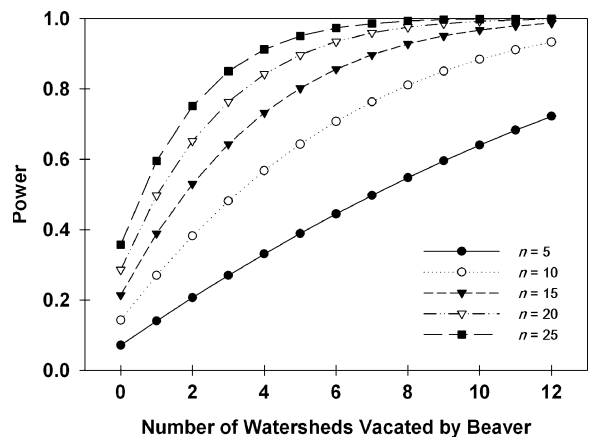 1.0
0.8
0.6
0.4
0.2
0.0
Power
0 2 4 6 8 10 12
Number of Watersheds Vacated by Beaver
n = 5
n = 10
n = 15
n = 20
n = 25